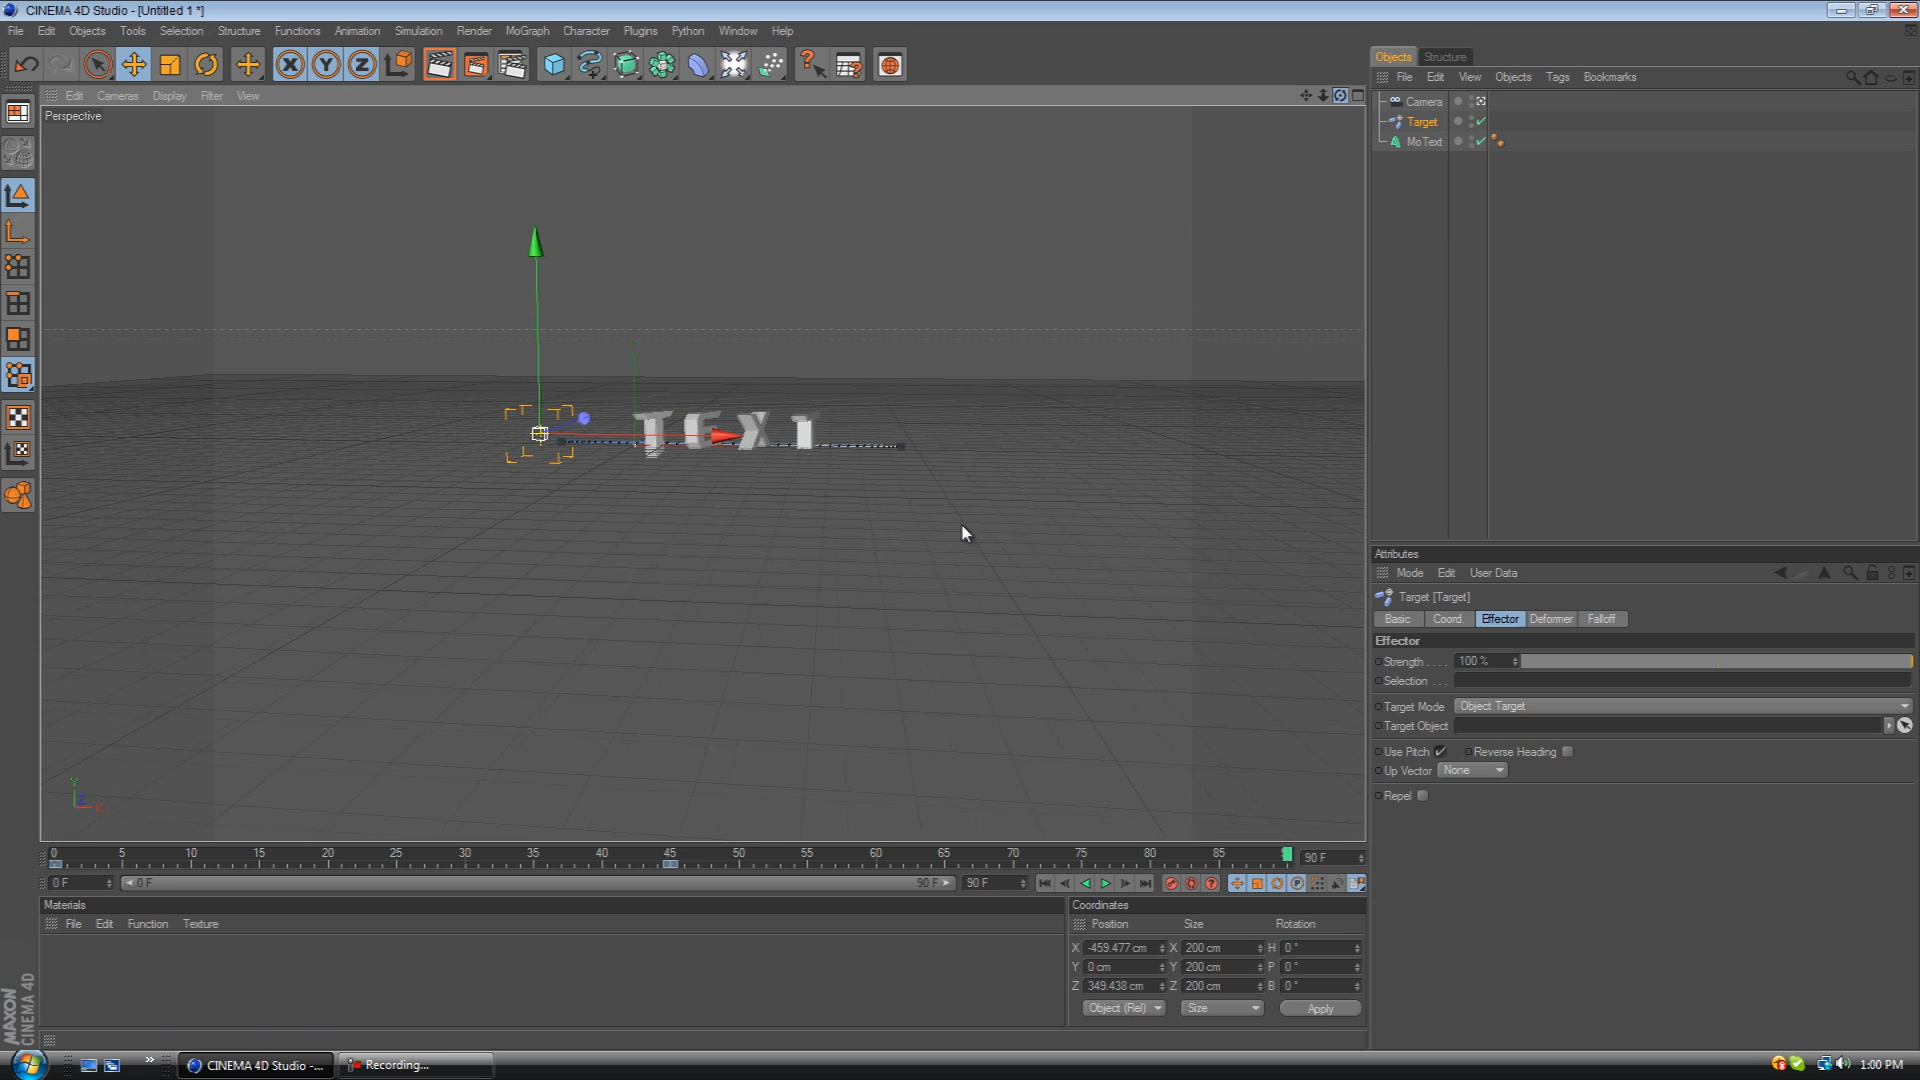 CINEMA 4D Studio - [Untitled 1 *]
File Edit Objects Tools Selection Structure Functions Animation Simulation Render MoGraph Character Plugins Python Window Help
Objects Structure
File Edit View Objects Tags Bookmarks
Edit Cameras Display Filter View
Perspective
Camera
Target
MoText
TEXT
Y
Z
X
Attributes
Mode Edit User Data
Target [Target]
Basic Coord. Effector Deformer Falloff
Effector
Strength . . . . 100 %
Selection . . .
Target Mode Object Target
Target Object
Use Pitch Reverse Heading
Up Vector None
Repel
0 5 10 15 20 25 30 35 40 45 50 55 60 65 70 75 80 85 90 F
0 F 0 F 90 F 90 F
Materials
File Edit Function Texture
Coordinates
Position Size Rotation
X -459.477 cm X 200 cm H 0 °
Y 0 cm Y 200 cm P 0 °
Z 349.438 cm Z 200 cm B 0 °
Object (Rel) Size Apply
MAXON
CINEMA 4D
CINEMA 4D Studio -... Recording... 1:00 PM